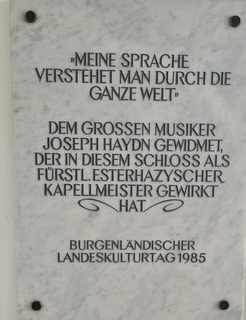 „MEINE SPRACHE
VERSTEHET MAN DURCH DIE
GANZE WELT"
DEM GROSSEN MUSIKER
JOSEPH HAYDN GEWIDMET,
DER IN DIESEM SCHLOSS ALS
FÜRSTL. ESTERHAZYSCHER
KAPELLMEISTER GEWIRKT
HAT
BURGENLÄNDISCHER
LANDESKULTURTAG 1985